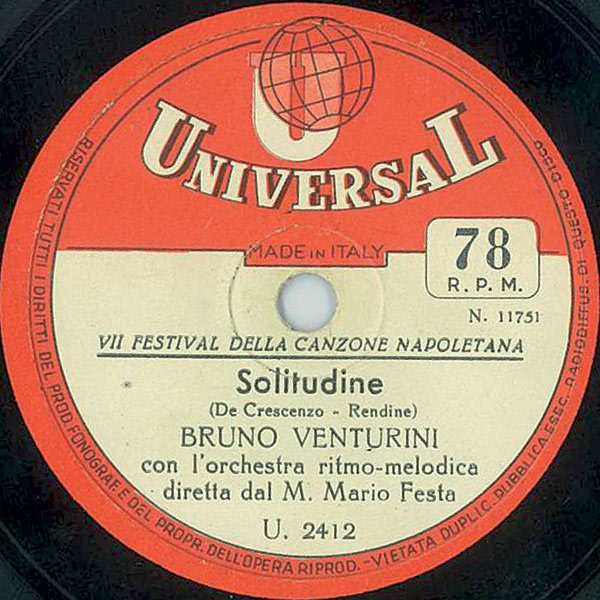 U
UNIVERSAL
MADE IN ITALY
78
R. P. M.
N. 11751
VII FESTIVAL DELLA CANZONE NAPOLETANA
Solitudine
(De Crescenzo - Rendine)
BRUNO VENTURINI
con l'orchestra ritmo-melodica
diretta dal M. Mario Festa
U. 2412
RISERVATI TUTTI I DIRITTI DEL PROD. FONOGRAF. E DEL PROPR. DELL'OPERA RIPROD. - VIETATA DUPLIC. PUBBLICA ESEC. RADIODIFFUS. DI QUESTO DISCO